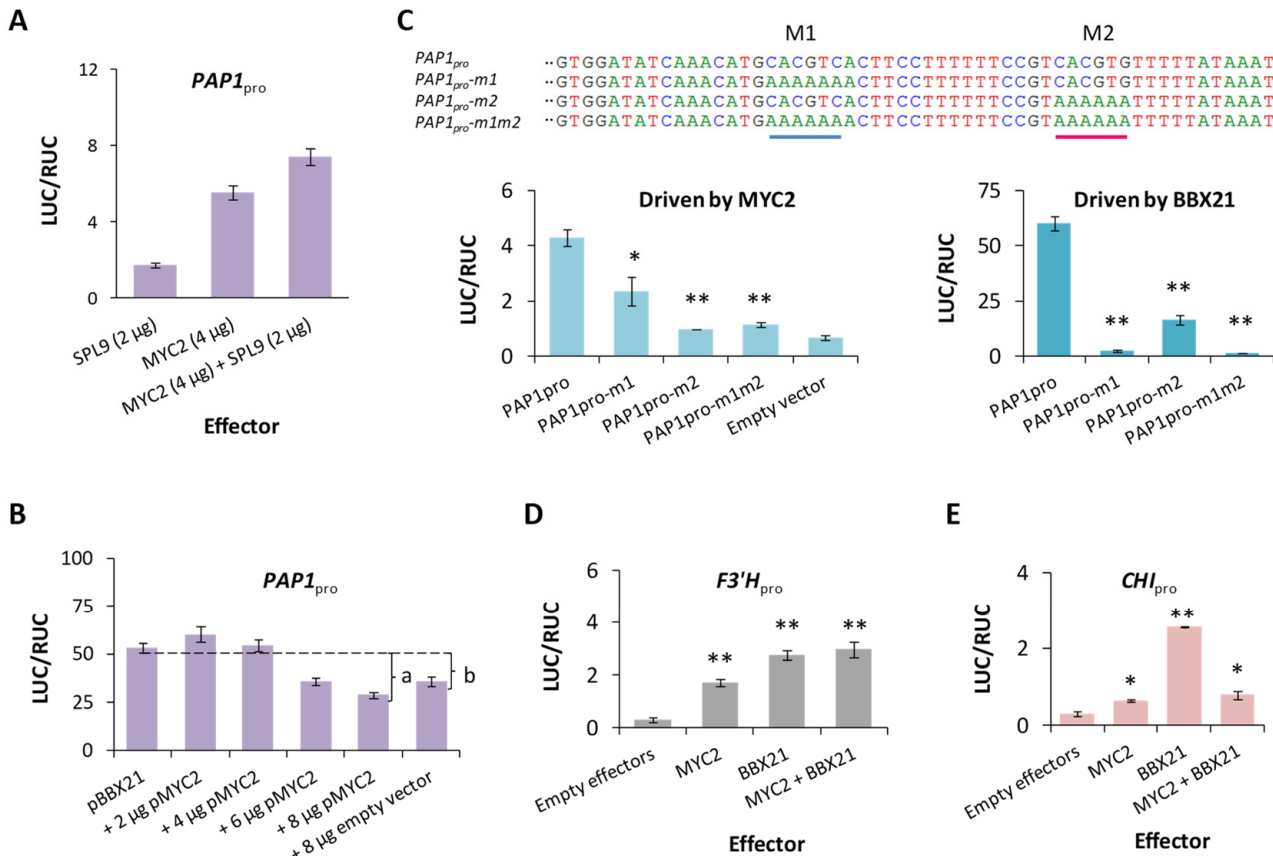 A
PAP1pro
12
8
4
0
LUC/RUC
SPL9 (2 µg)
MYC2 (4 µg)
MYC2 (4 µg) + SPL9 (2 µg)
Effector
C
M1 M2
PAP1pro ··GTGGATATCAAACATGCACGTCACTTCCTTTTTTCCGTCACGTGTTTTTATAAAT
PAP1pro-m1 ··GTGGATATCAAACATGAAAAAAACTTCCTTTTTTCCGTCACGTGTTTTTATAAAT
PAP1pro-m2 ··GTGGATATCAAACATGCACGTCACTTCCTTTTTTCCGTAAAAAATTTTTATAAAT
PAP1pro-m1m2 ··GTGGATATCAAACATGAAAAAAACTTCCTTTTTTCCGTAAAAAATTTTTATAAAT
Driven by MYC2
6
4
2
0
LUC/RUC
* ** **
PAP1pro
PAP1pro-m1
PAP1pro-m2
PAP1pro-m1m2
Empty vector
Driven by BBX21
75
50
25
0
LUC/RUC
** ** **
PAP1pro
PAP1pro-m1
PAP1pro-m2
PAP1pro-m1m2
B
PAP1pro
100
75
50
25
0
LUC/RUC
a b
pBBX21
+ 2 µg pMYC2
+ 4 µg pMYC2
+ 6 µg pMYC2
+ 8 µg pMYC2
+ 8 µg empty vector
D
F3'Hpro
6
4
2
0
LUC/RUC
** ** **
Empty effectors
MYC2
BBX21
MYC2 + BBX21
Effector
E
CHIpro
4
2
0
LUC/RUC
* ** *
Empty effectors
MYC2
BBX21
MYC2 + BBX21
Effector